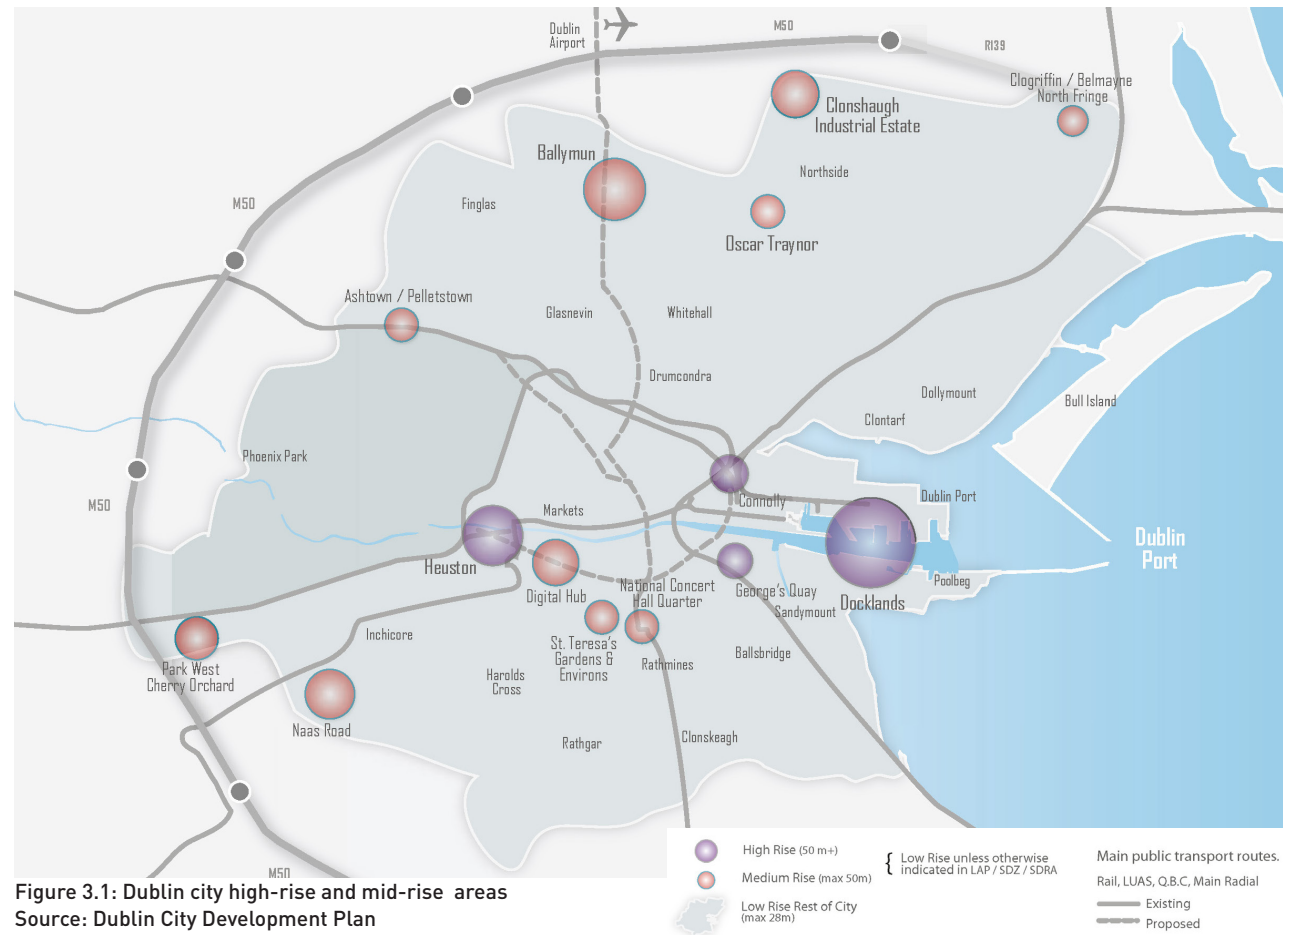 Dublin
Airport
M50
R139
Clogriffin / Belmayne
North Fringe
Clonshaugh
Industrial Estate
Ballymun
Northside
M50
Finglas
Oscar Traynor
Ashtown / Pelletstown
Glasnevin
Whitehall
Drumcondra
Dollymount
Bull Island
Clontarf
Phoenix Park
M50
Connolly
Dublin Port
Markets
Dublin
Port
Heuston
Digital Hub
National Concert
Hall Quarter
George's Quay
Poolbeg
Sandymount
Docklands
Inchicore
St. Teresa's
Gardens &
Environs
Rathmines
Ballsbridge
Park West
Cherry Orchard
Harolds
Cross
Naas Road
Rathgar
Clonskeagh
M50
High Rise (50 m+)
Medium Rise (max 50m)
Low Rise Rest of City
(max 28m)
{ Low Rise unless otherwise
indicated in LAP / SDZ / SDRA
Main public transport routes.
Rail, LUAS, Q.B.C, Main Radial
Existing
Proposed
Figure 3.1: Dublin city high-rise and mid-rise areas
Source: Dublin City Development Plan